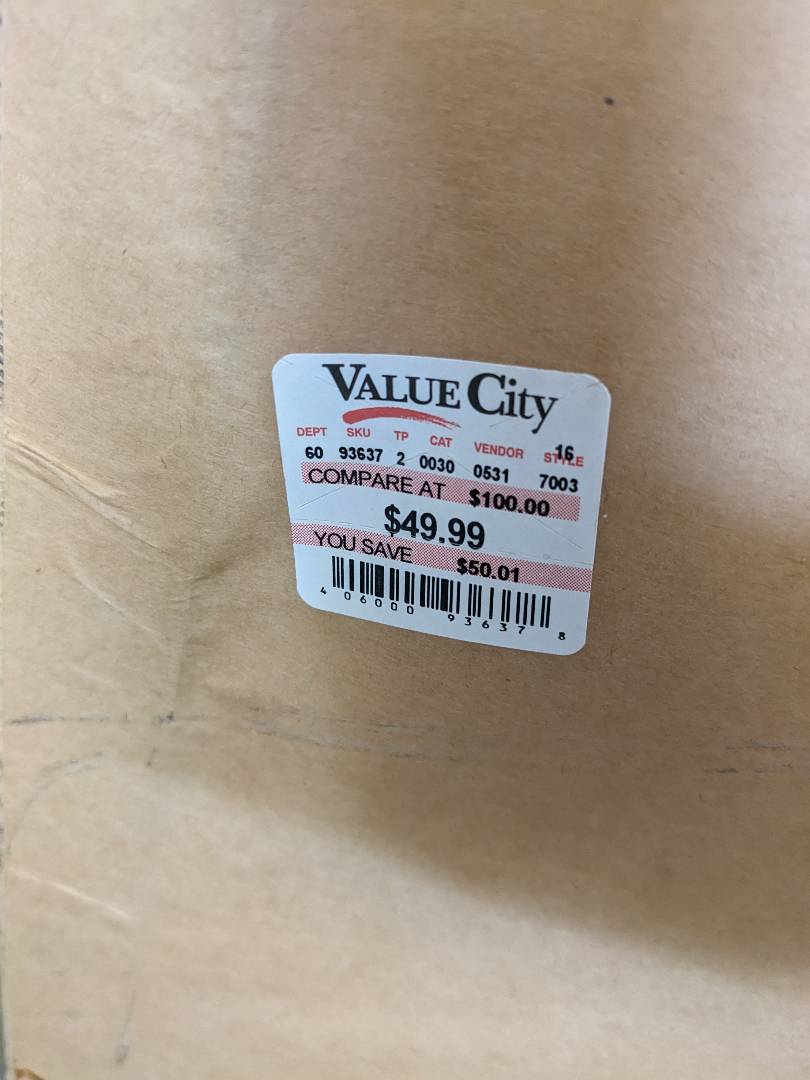 VALUE City
DEPT SKU TP CAT VENDOR STYLE
16
60 93637 2 0030 0531 7003
COMPARE AT $100.00
$49.99
YOU SAVE $50.01
4 06000 93637 8